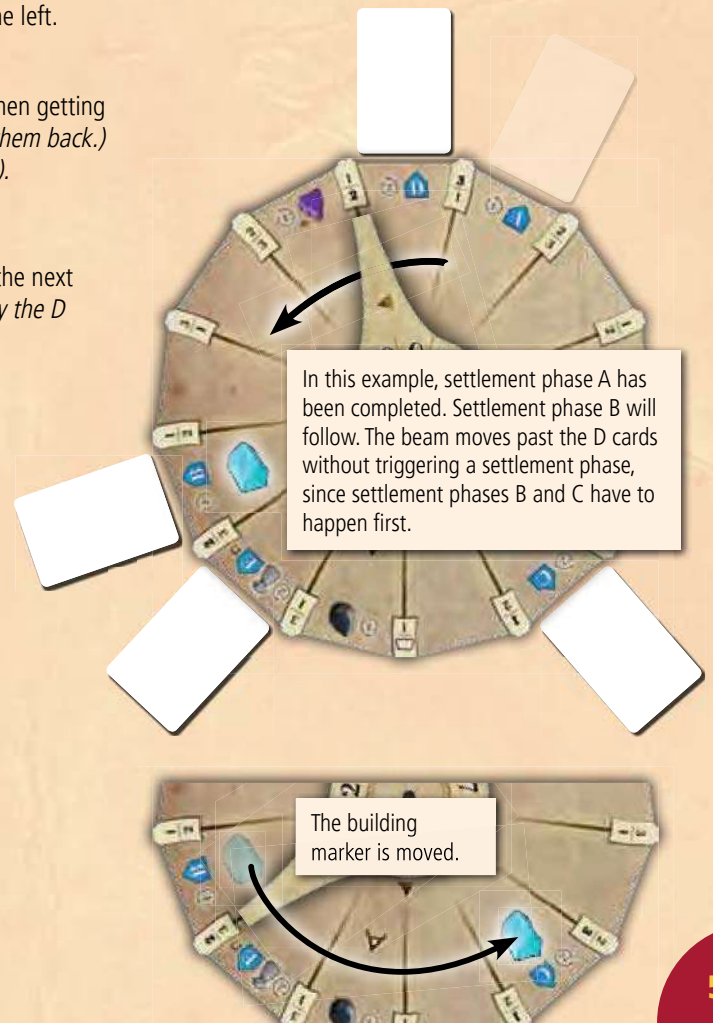 he left.
hen getting
hem back.)
).
the next
y the D
In this example, settlement phase A has
been completed. Settlement phase B will
follow. The beam moves past the D cards
without triggering a settlement phase,
since settlement phases B and C have to
happen first.
The building
marker is moved.
5